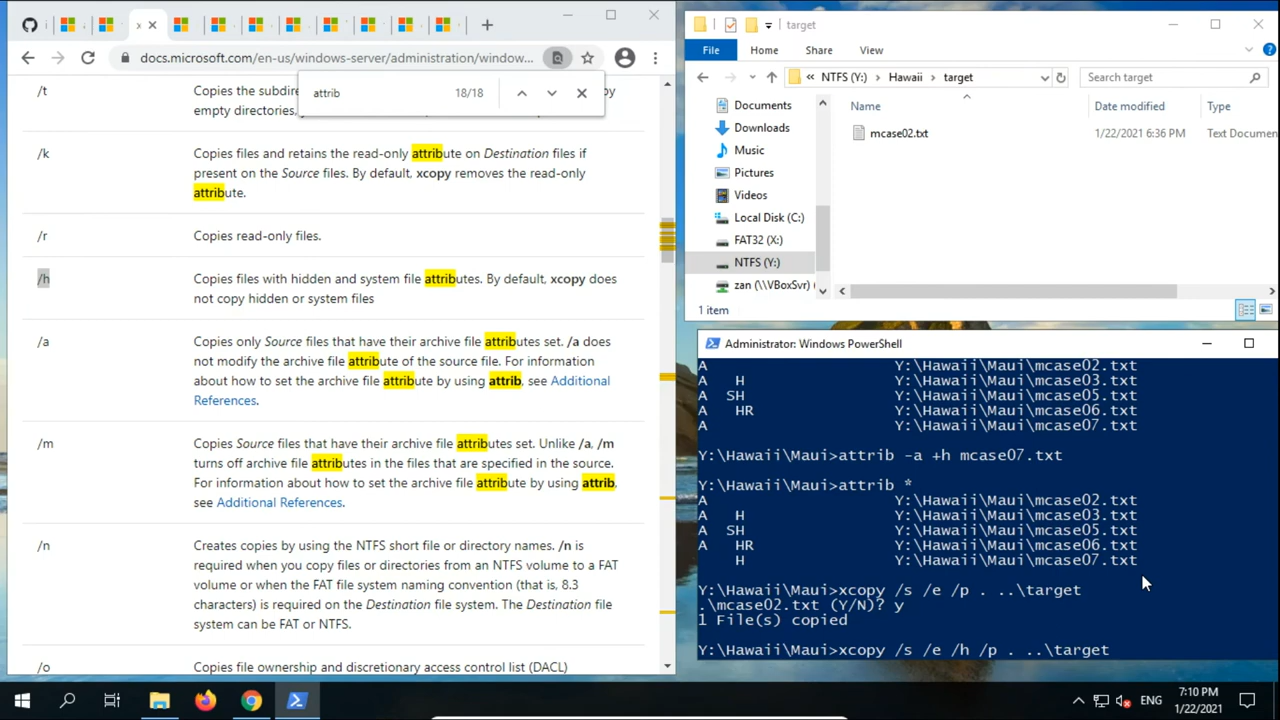 docs.microsoft.com/en-us/windows-server/administration/window...
attrib
18/18
/t
Copies the subdire
by
empty directories,
/k
Copies files and retains the read-only attribute on Destination files if
present on the Source files. By default, xcopy removes the read-only
attribute.
/r
Copies read-only files.
/h
Copies files with hidden and system file attributes. By default, xcopy does
not copy hidden or system files
/a
Copies only Source files that have their archive file attributes set. /a does
not modify the archive file attribute of the source file. For information
about how to set the archive file attribute by using attrib, see Additional
References.
/m
Copies Source files that have their archive file attributes set. Unlike /a, /m
turns off archive file attributes in the files that are specified in the source.
For information about how to set the archive file attribute by using attrib,
see Additional References.
/n
Creates copies by using the NTFS short file or directory names. /n is
required when you copy files or directories from an NTFS volume to a FAT
volume or when the FAT file system naming convention (that is, 8.3
characters) is required on the Destination file system. The Destination file
system can be FAT or NTFS.
/o
Copies file ownership and discretionary access control list (DACL)
target
File
Home
Share
View
NTFS (Y:)
Hawaii
target
Search target
Documents
Downloads
Music
Pictures
Videos
Local Disk (C:)
FAT32 (X:)
NTFS (Y:)
zan (\\VBoxSvr) (
Name
Date modified
Type
mcase02.txt
1/22/2021 6:36 PM
Text Documen
1 item
Administrator: Windows PowerShell
A Y:\Hawaii\Maui\mcase02.txt
A H Y:\Hawaii\Maui\mcase03.txt
A SH Y:\Hawaii\Maui\mcase05.txt
A HR Y:\Hawaii\Maui\mcase06.txt
A Y:\Hawaii\Maui\mcase07.txt
Y:\Hawaii\Maui>attrib -a +h mcase07.txt
Y:\Hawaii\Maui>attrib *
A Y:\Hawaii\Maui\mcase02.txt
A H Y:\Hawaii\Maui\mcase03.txt
A SH Y:\Hawaii\Maui\mcase05.txt
A HR Y:\Hawaii\Maui\mcase06.txt
H Y:\Hawaii\Maui\mcase07.txt
Y:\Hawaii\Maui>xcopy /s /e /p . ..\target
.\mcase02.txt (Y/N)? y
1 File(s) copied
Y:\Hawaii\Maui>xcopy /s /e /h /p . ..\target
ENG
7:10 PM
1/22/2021